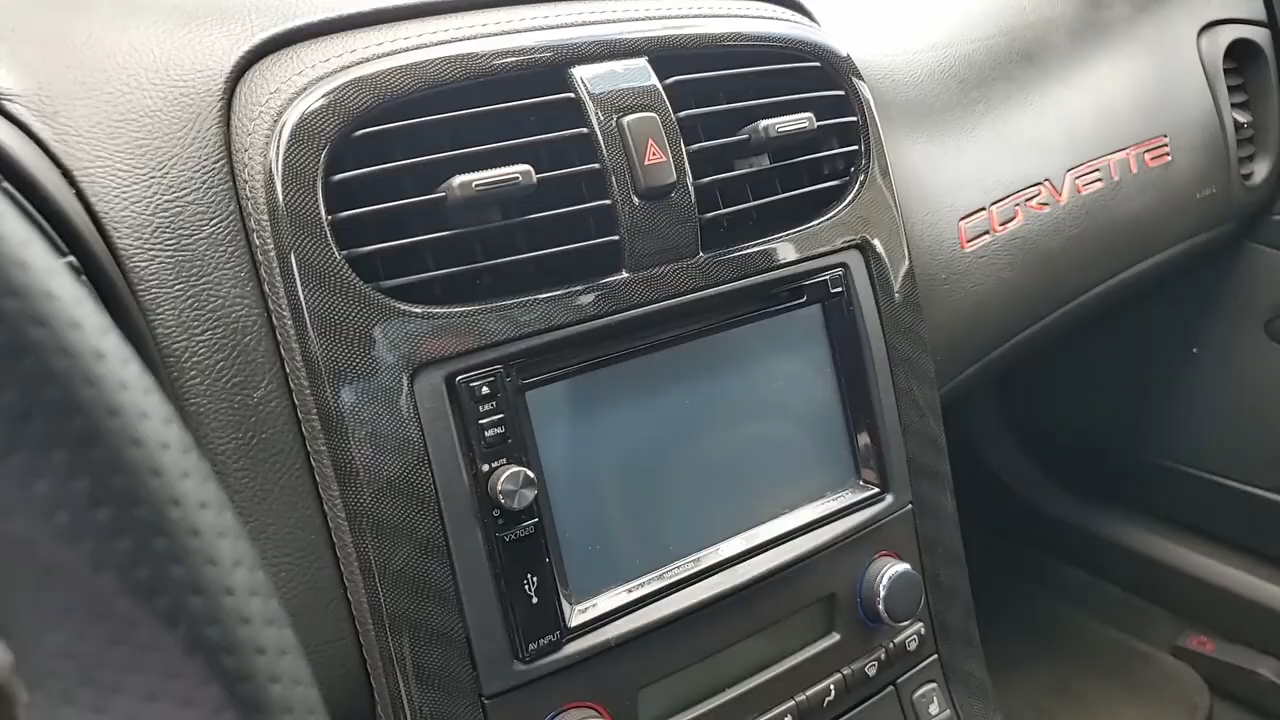 CORVETTE
EJECT
MENU
MUTE
VX7020
AV INPUT